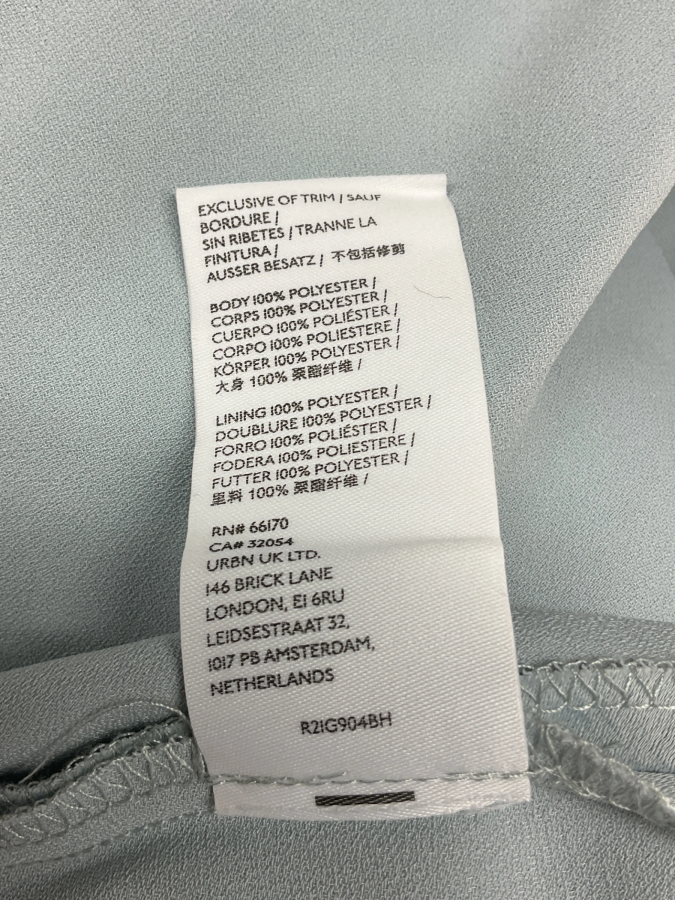 EXCLUSIVE OF TRIM / SAUF
BORDURE /
SIN RIBETES / TRANNE LA
FINITURA /
AUSSER BESATZ / 不包括修剪
BODY 100% POLYESTER /
CORPS 100% POLYESTER /
CUERPO 100% POLIÉSTER /
CORPO 100% POLIESTERE /
KÖRPER 100% POLYESTER /
大身 100% 聚酯纤维 /
LINING 100% POLYESTER /
DOUBLURE 100% POLYESTER /
FORRO 100% POLIÉSTER /
FODERA 100% POLIESTERE /
FUTTER 100% POLYESTER /
里料 100% 聚酯纤维 /
RN# 66170
CA# 32054
URBN UK LTD.
146 BRICK LANE
LONDON, E1 6RU
LEIDSESTRAAT 32,
1017 PB AMSTERDAM,
NETHERLANDS
R21G904BH